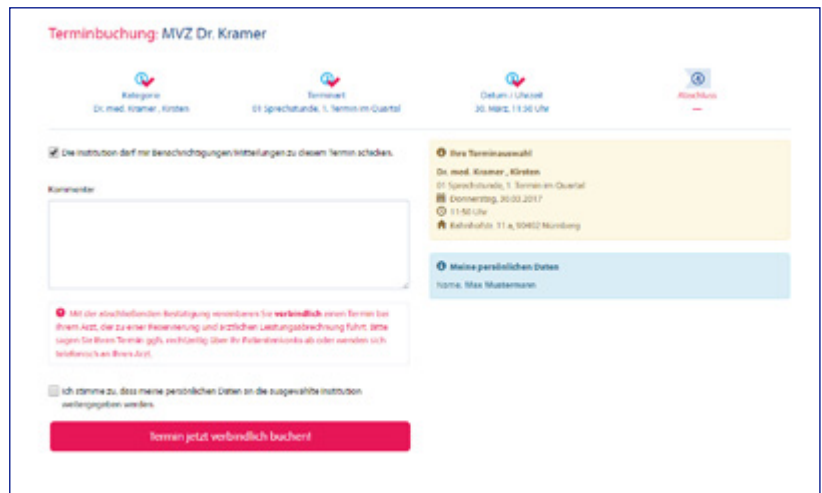 Terminbuchung: MVZ Dr. Kramer
Kategorie
Dr. med. Kramer , Kirsten
Terminart
01 Sprechstunde, 1. Termin im Quartal
Datum / Uhrzeit
30. März, 11:50 Uhr
4
Abschluss
Die Institution darf mir Benachrichtigungen/Mitteilungen zu diesem Termin schicken.
Kommentar
Mit der abschließenden Bestätigung vereinbaren Sie verbindlich einen Termin bei
Ihrem Arzt, der zu einer Reservierung und ärztlichen Leistungsabrechnung führt. Bitte
sagen Sie Ihren Termin ggfs. rechtzeitig über Ihr Patientenkonto ab oder wenden sich
telefonisch an Ihren Arzt.
Ich stimme zu, dass meine persönlichen Daten an die ausgewählte Institution
weitergegeben werden.
Termin jetzt verbindlich buchen!
Ihre Terminauswahl
Dr. med. Kramer , Kirsten
01 Sprechstunde, 1. Termin im Quartal
Donnerstag, 30.03.2017
11:50 Uhr
Bahnhofstr. 11 a, 90402 Nürnberg
Meine persönlichen Daten
Name: Max Mustermann